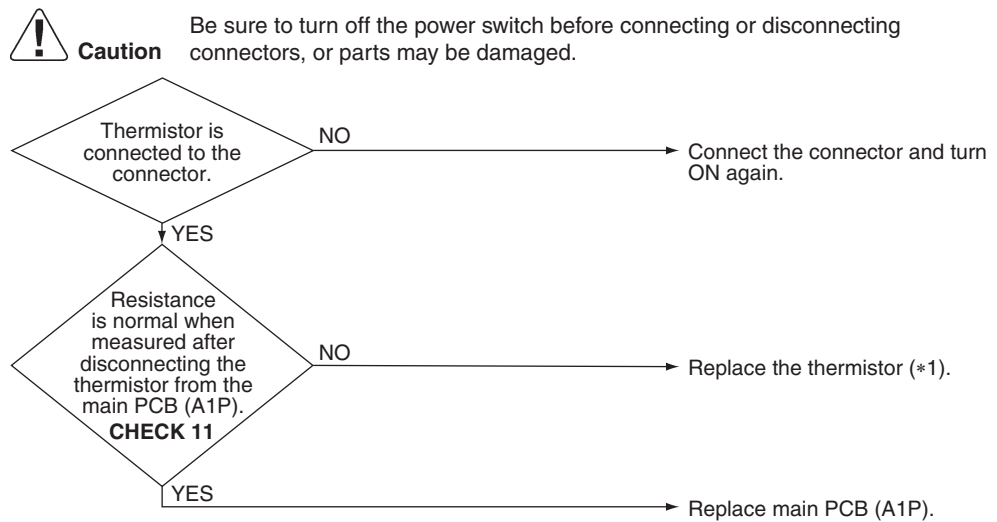 Be sure to turn off the power switch before connecting or disconnecting
Caution connectors, or parts may be damaged.
Thermistor is
connected to the
connector.
NO
Connect the connector and turn
ON again.
YES
Resistance
is normal when
measured after
disconnecting the
thermistor from the
main PCB (A1P).
CHECK 11
NO
Replace the thermistor (*1).
YES
Replace main PCB (A1P).